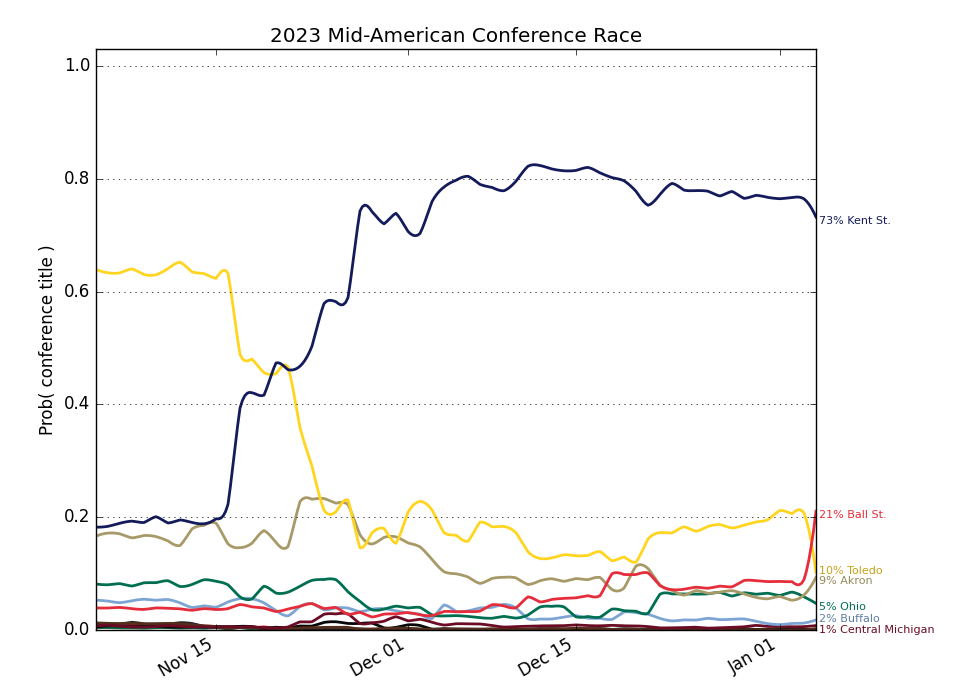 2023 Mid-American Conference Race
Prob( conference title )
1.0
0.8
0.6
0.4
0.2
0.0
Nov 15
Dec 01
Dec 15
Jan 01
73% Kent St.
21% Ball St.
10% Toledo
9% Akron
5% Ohio
2% Buffalo
1% Central Michigan